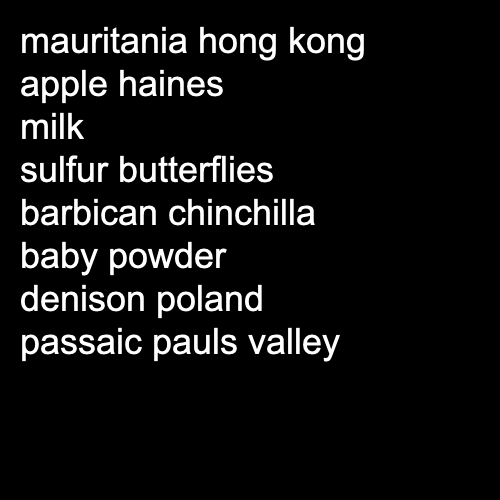 mauritania hong kong
apple haines
milk
sulfur butterflies
barbican chinchilla
baby powder
denison poland
passaic pauls valley